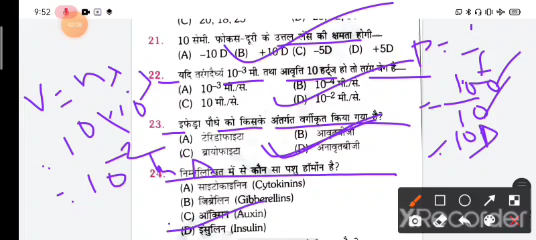 9:52
(C) 20, 18, 25
21. 10 सेमी. फोकस-दूरी के उत्तल लेंस की क्षमता होगी-
(A) -10 D (B) +10 D (C) -5D (D) +5D
22. यदि तरंगदैर्ध्य 10⁻³ मी. तथा आवृत्ति 10 हर्ट्ज हो तो तरंग वेग है-
(A) 10⁻³ मी./से. (B) 10⁻⁴ मी./से.
(C) 10 मी./से. (D) 10⁻² मी./से.
23. इफेड्रा पौधे को किसके अंतर्गत वर्गीकृत किया गया है?
(A) टेरिडोफाइटा (B) आवृतबीजी
(C) ब्रायोफाइटा (D) अनावृतबीजी
24. निम्नलिखित में से कौन सा पशु हॉर्मोन है?
(A) साइटोकाइनिन (Cytokinins)
(B) जिब्रेलिन (Gibberellins)
(C) ऑक्सिन (Auxin)
(D) इंसुलिन (Insulin)
XRecorder